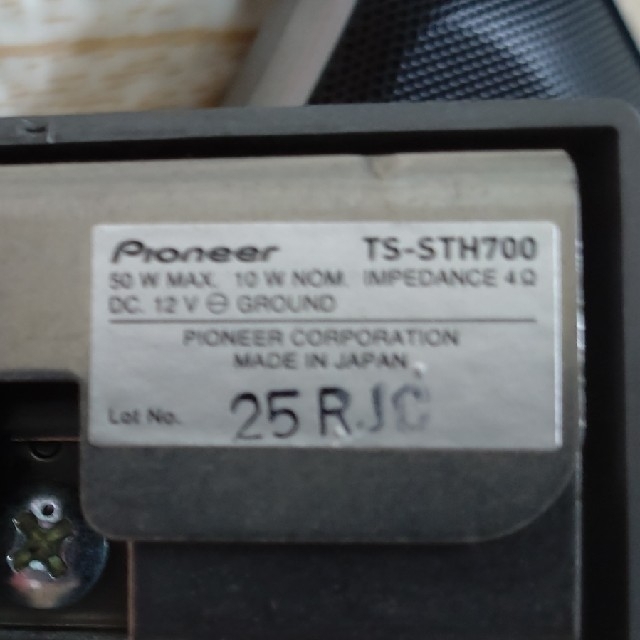 Pioneer TS-STH700
50 W MAX. 10 W NOM. IMPEDANCE 4 Ω
DC. 12 V ⊖ GROUND
PIONEER CORPORATION
MADE IN JAPAN
Lot No. 25 RJC